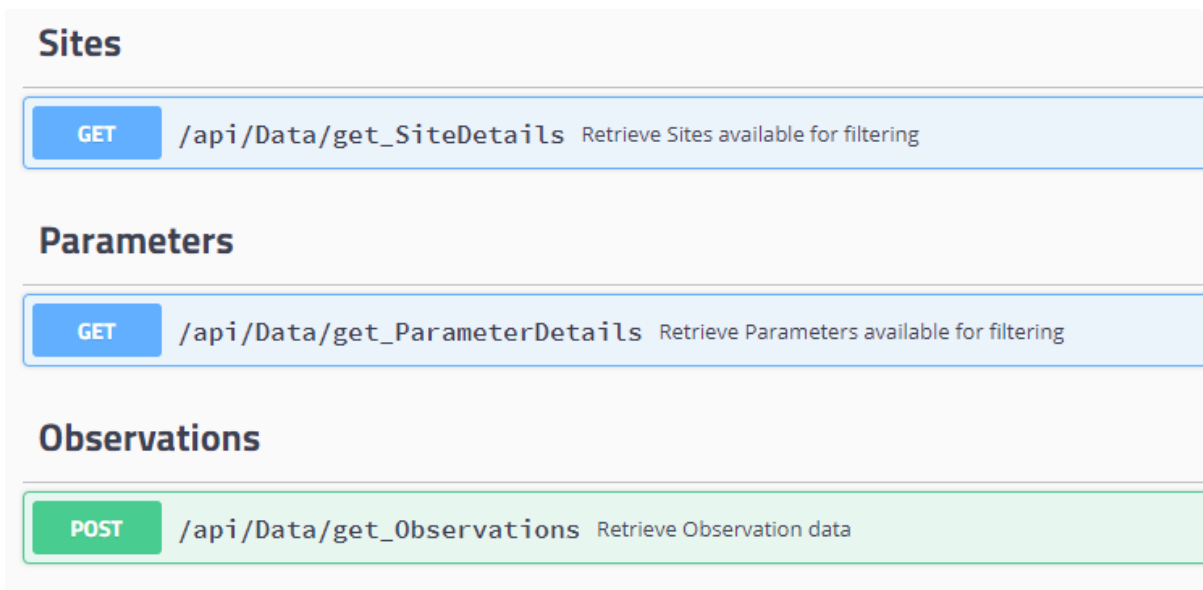 Sites
GET /api/Data/get_SiteDetails Retrieve Sites available for filtering
Parameters
GET /api/Data/get_ParameterDetails Retrieve Parameters available for filtering
Observations
POST /api/Data/get_Observations Retrieve Observation data